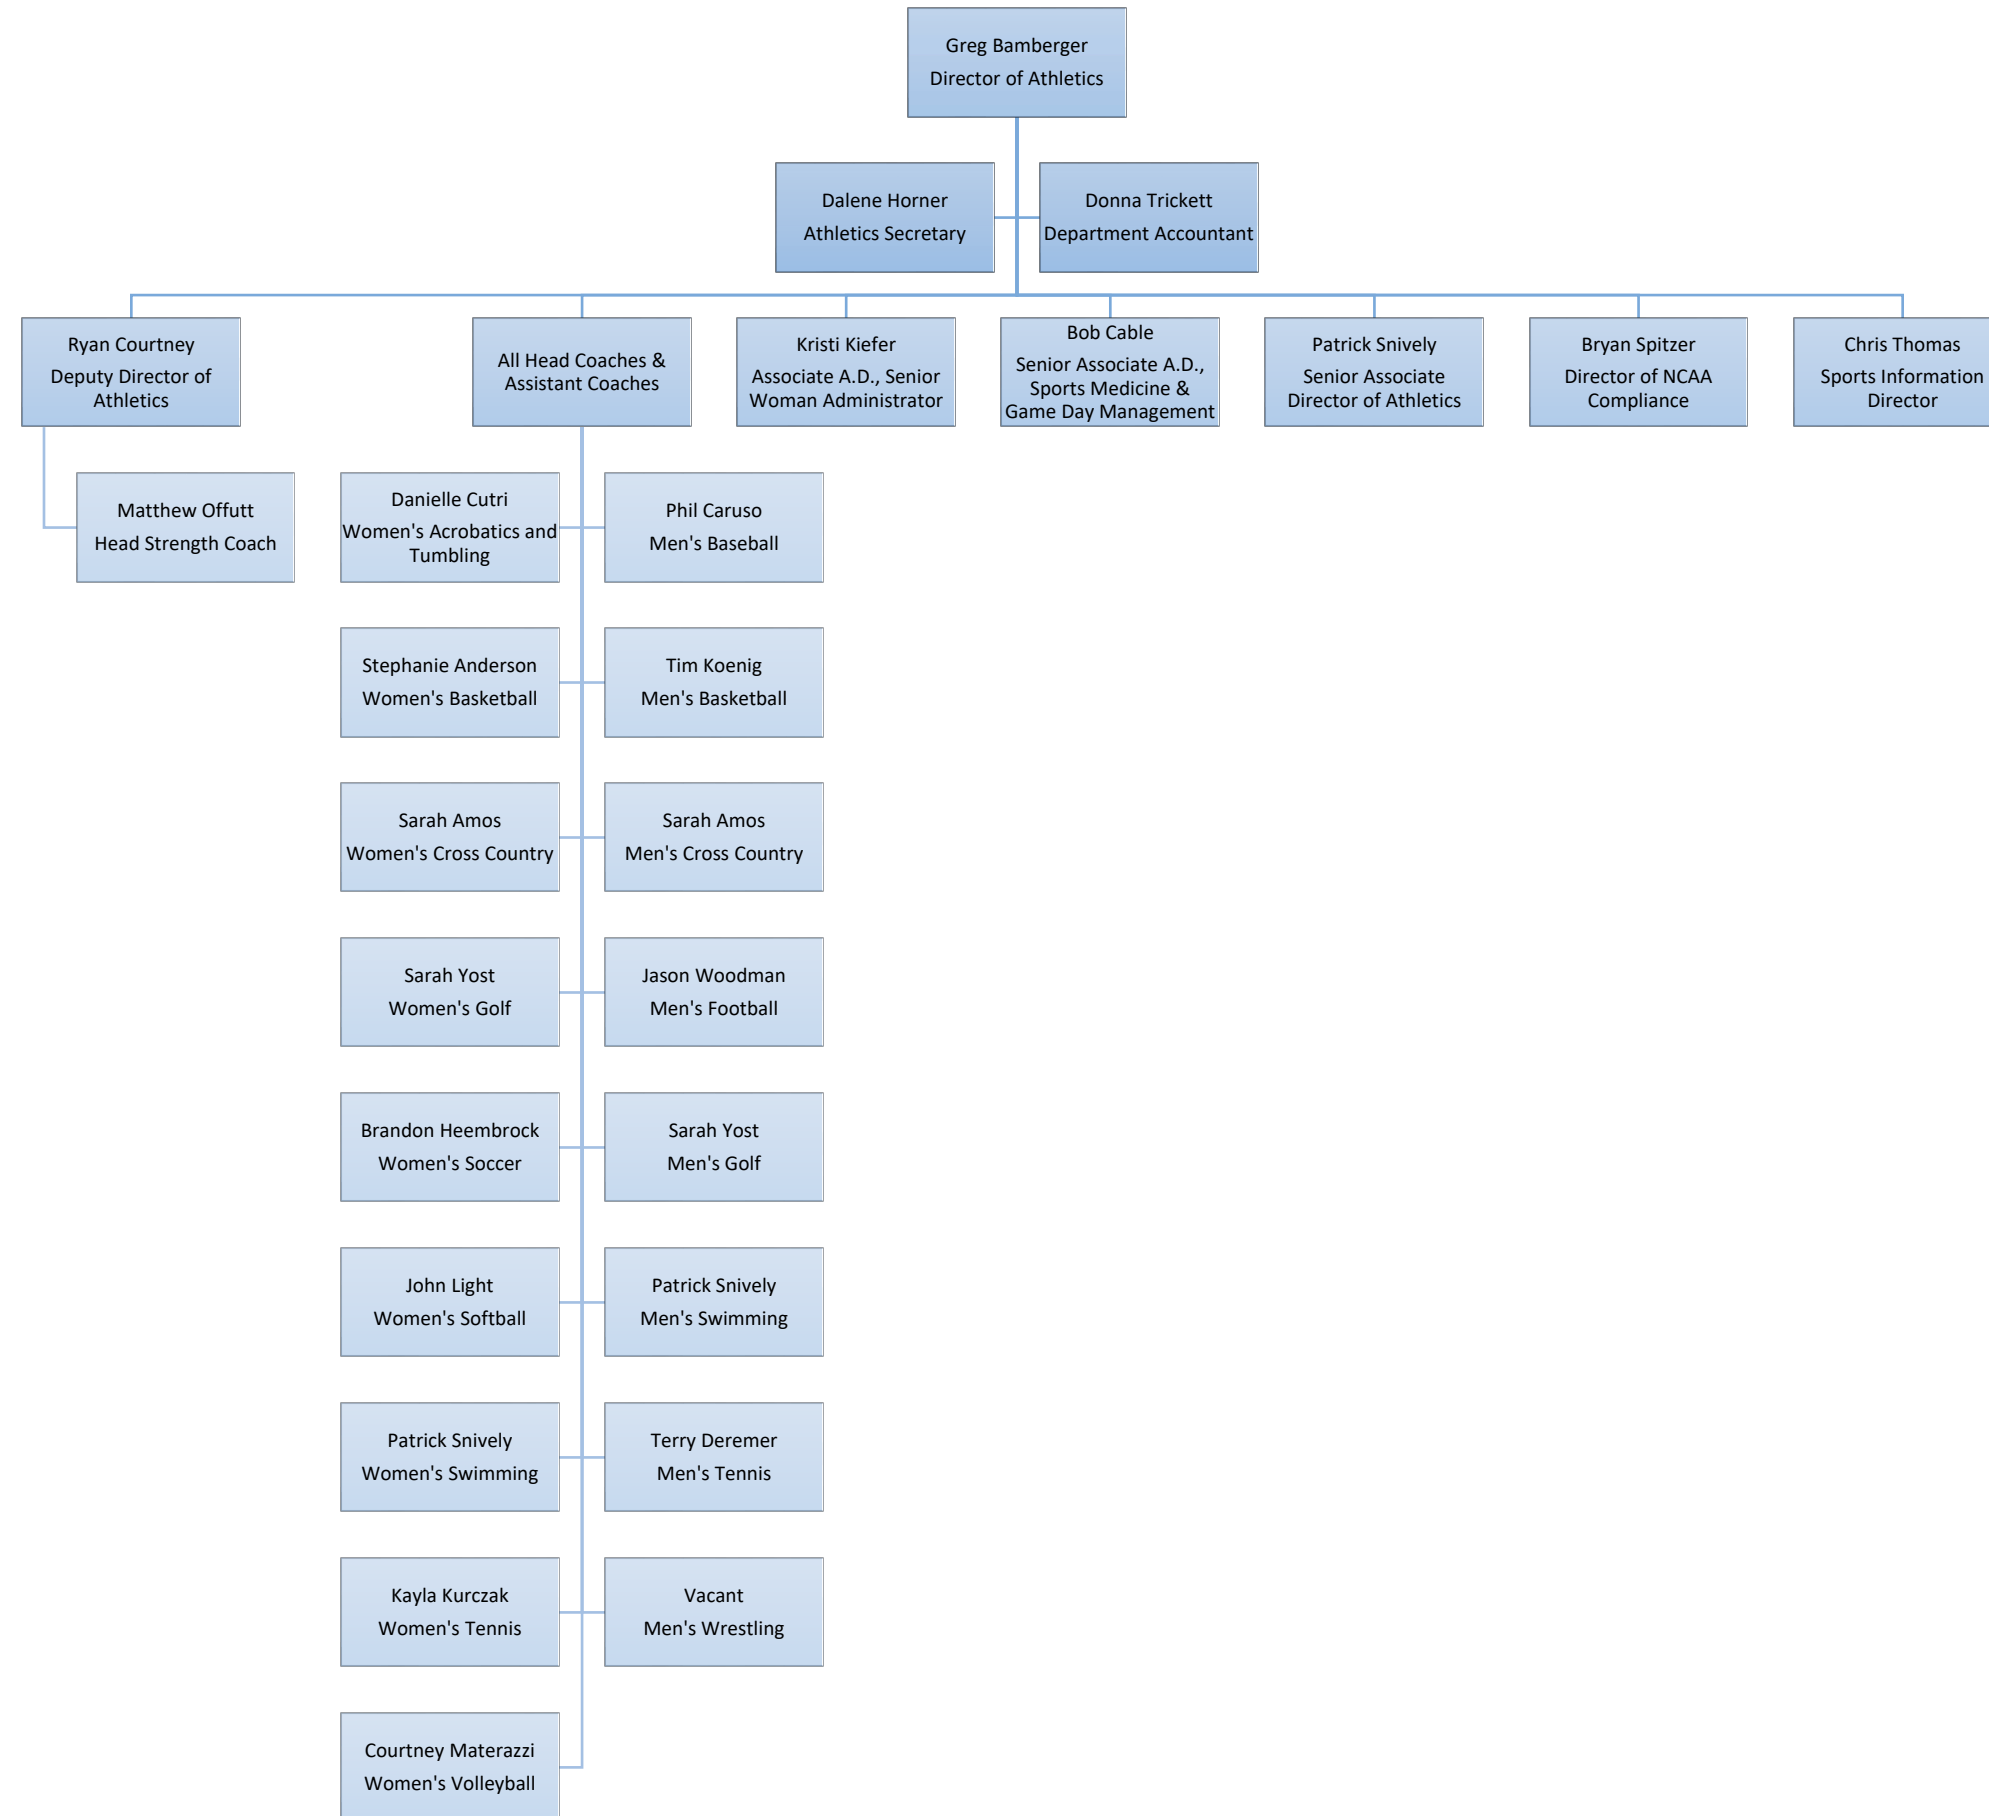 Greg Bamberger
Director of Athletics
Dalene Horner
Athletics Secretary
Donna Trickett
Department Accountant
Ryan Courtney
Deputy Director of
Athletics
All Head Coaches &
Assistant Coaches
Kristi Kiefer
Associate A.D., Senior
Woman Administrator
Bob Cable
Senior Associate A.D.,
Sports Medicine &
Game Day Management
Patrick Snively
Senior Associate
Director of Athletics
Bryan Spitzer
Director of NCAA
Compliance
Chris Thomas
Sports Information
Director
Matthew Offutt
Head Strength Coach
Danielle Cutri
Women's Acrobatics and
Tumbling
Phil Caruso
Men's Baseball
Stephanie Anderson
Women's Basketball
Tim Koenig
Men's Basketball
Sarah Amos
Women's Cross Country
Sarah Amos
Men's Cross Country
Sarah Yost
Women's Golf
Jason Woodman
Men's Football
Brandon Heembrock
Women's Soccer
Sarah Yost
Men's Golf
John Light
Women's Softball
Patrick Snively
Men's Swimming
Patrick Snively
Women's Swimming
Terry Deremer
Men's Tennis
Kayla Kurczak
Women's Tennis
Vacant
Men's Wrestling
Courtney Materazzi
Women's Volleyball